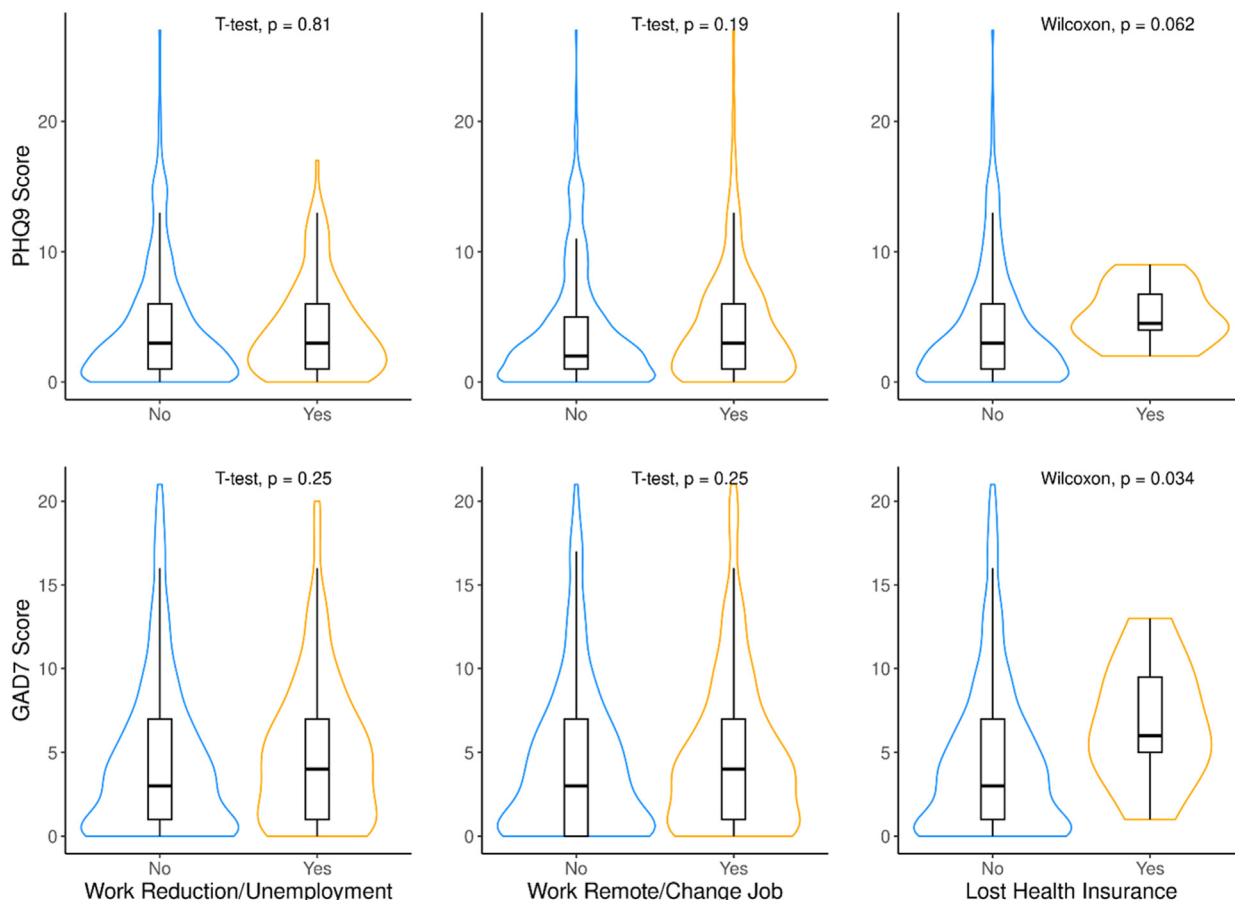 T-test, p = 0.81
T-test, p = 0.19
Wilcoxon, p = 0.062
PHQ9 Score
20
10
0
No
Yes
20
10
0
No
Yes
20
10
0
No
Yes
T-test, p = 0.25
T-test, p = 0.25
Wilcoxon, p = 0.034
GAD7 Score
20
15
10
5
0
No
Yes
Work Reduction/Unemployment
20
15
10
5
0
No
Yes
Work Remote/Change Job
20
15
10
5
0
No
Yes
Lost Health Insurance